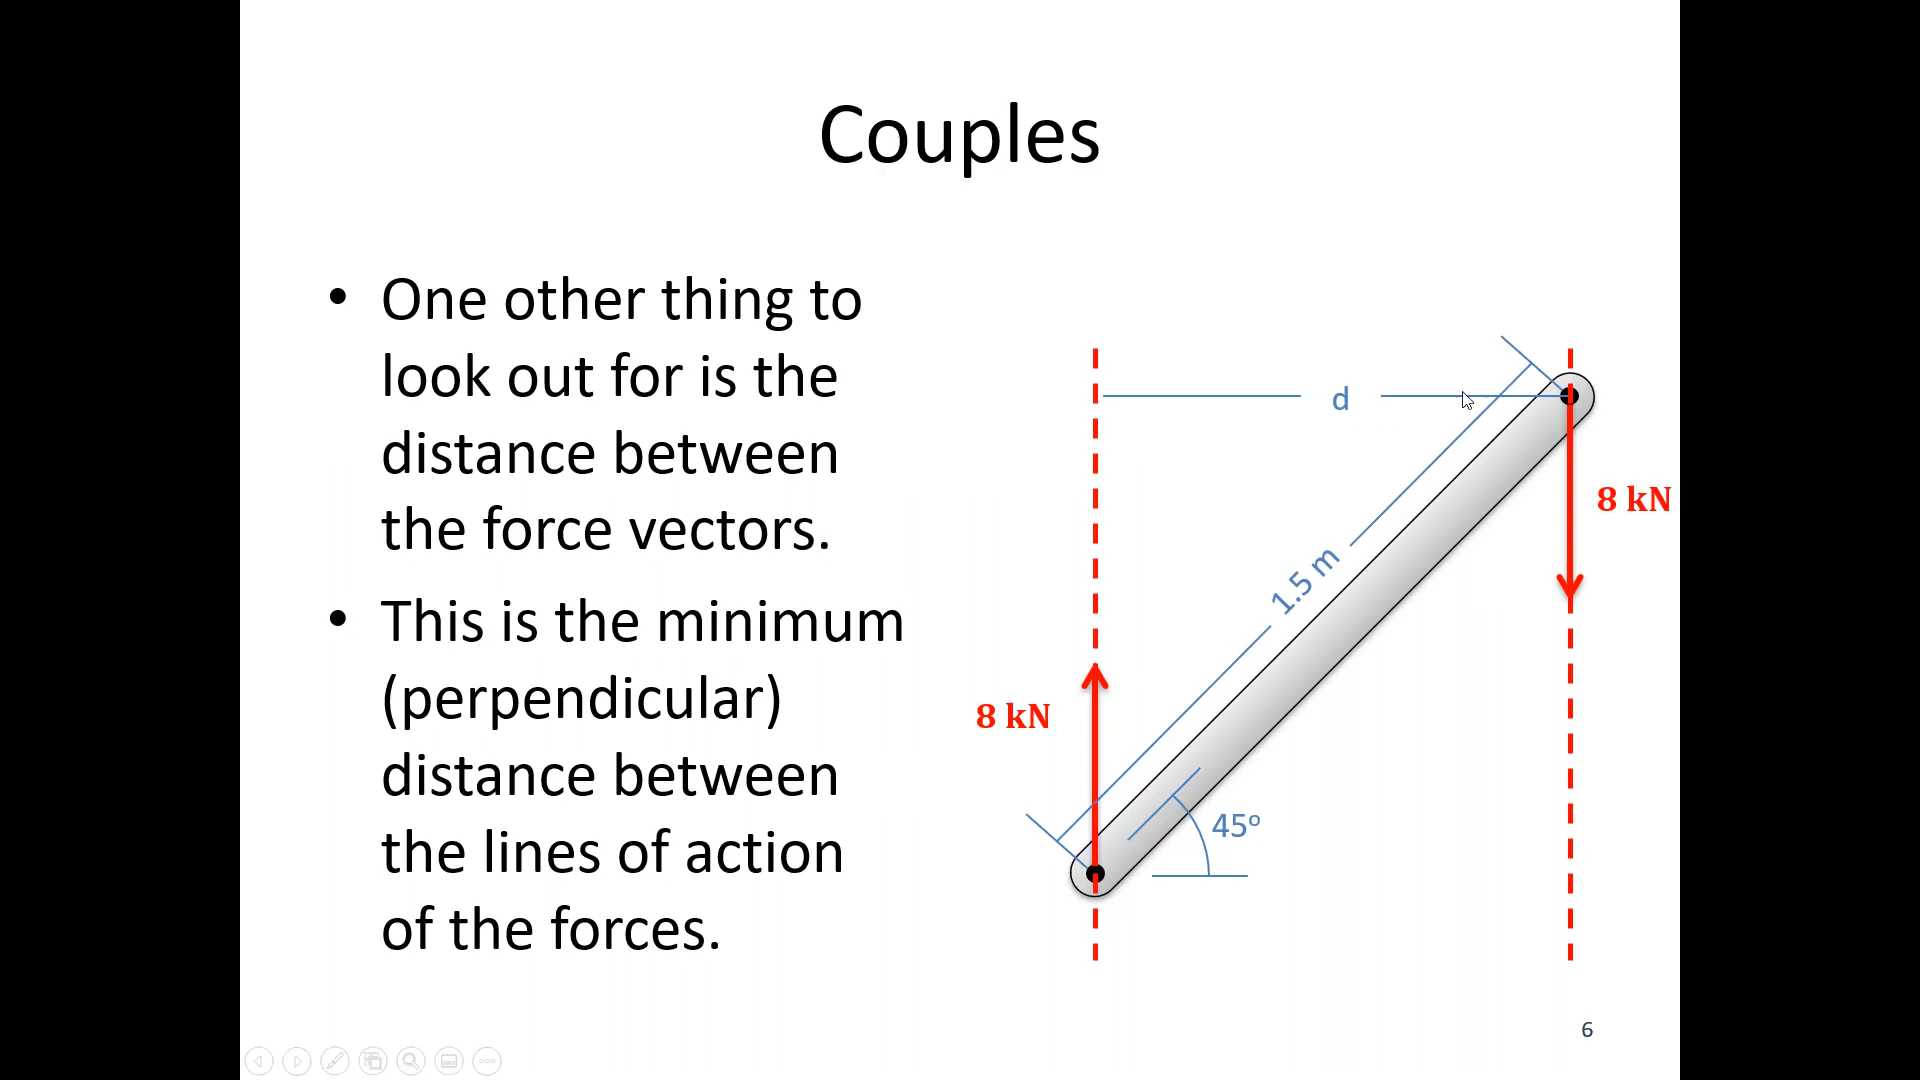 Couples
• One other thing to
look out for is the
distance between
the force vectors.
• This is the minimum
(perpendicular)
distance between
the lines of action
of the forces.
d
8 kN
1.5 m
8 kN
45º
6